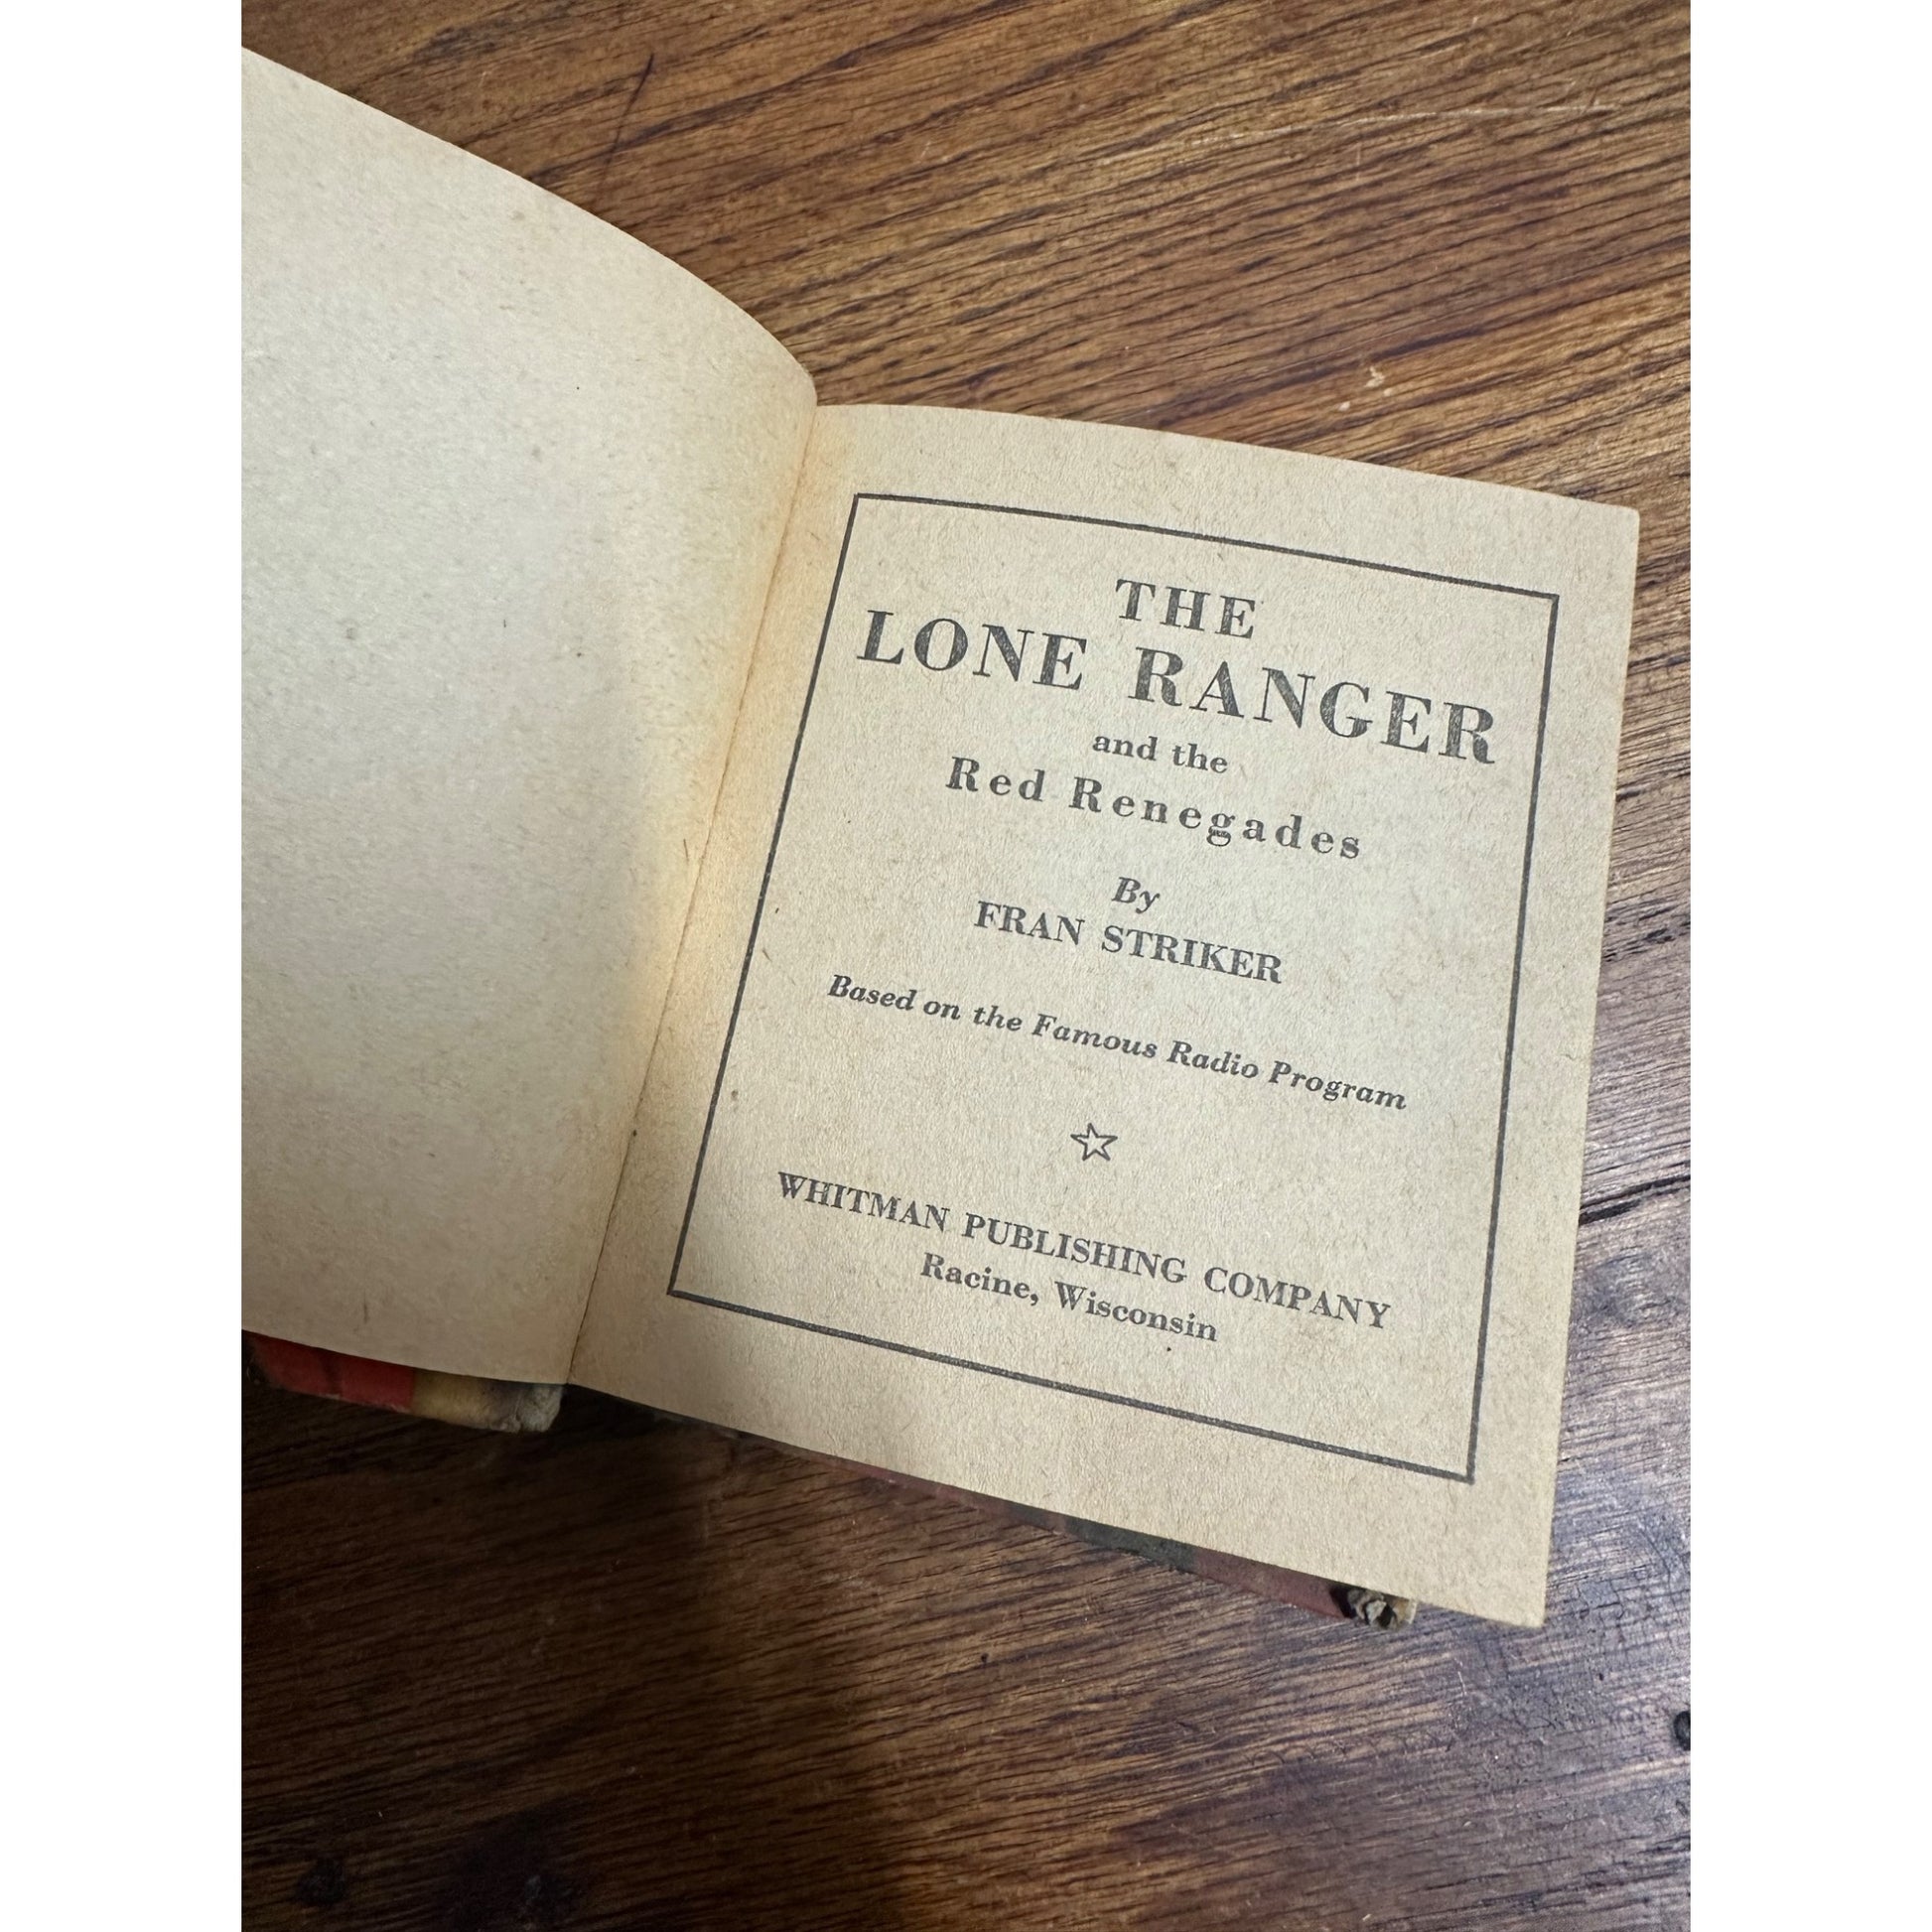 THE
LONE RANGER
and the
Red Renegades
By
FRAN STRIKER
Based on the Famous Radio Program
WHITMAN PUBLISHING COMPANY
Racine, Wisconsin